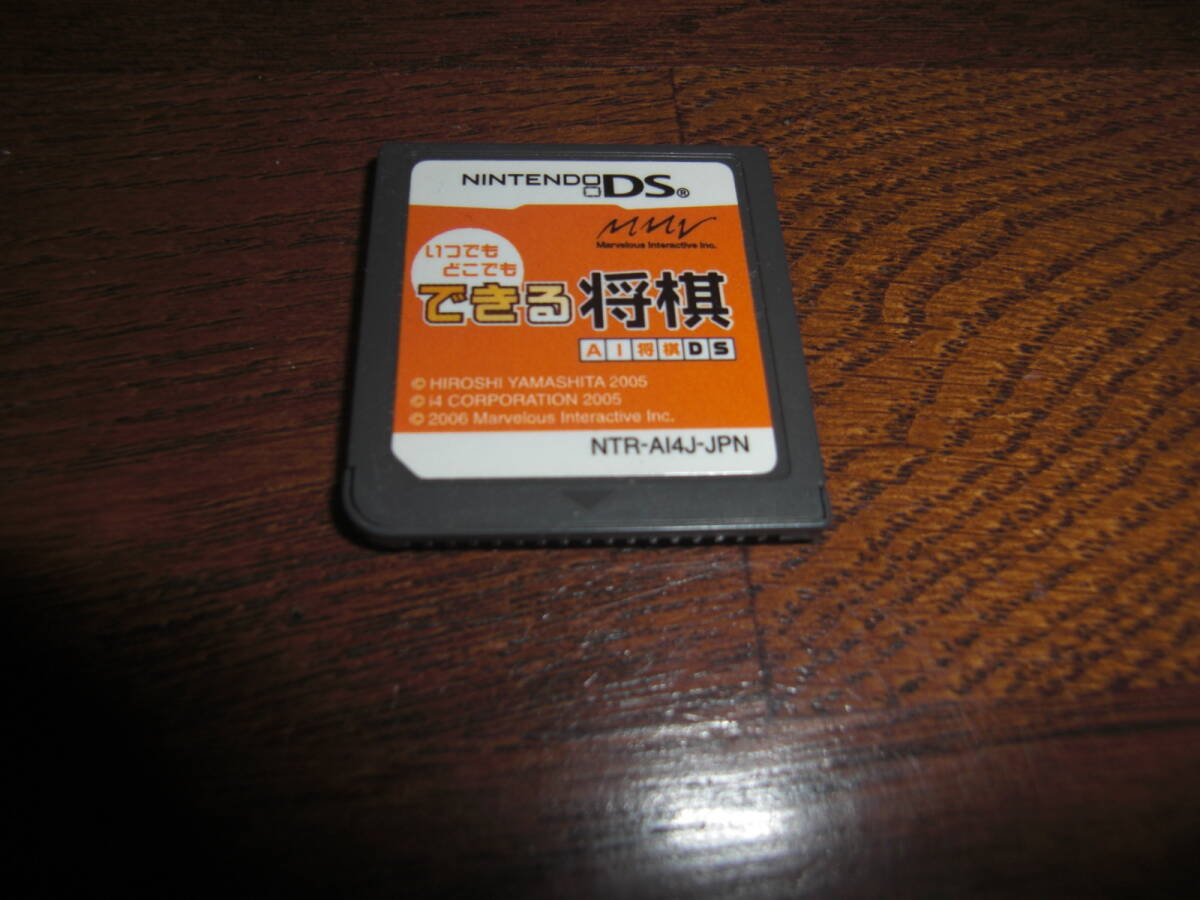 NINTENDO DS®
MMV
Marvelous Interactive Inc.
いつでも
どこでも
できる将棋
AI将棋DS
© HIROSHI YAMASHITA 2005
© i4 CORPORATION 2005
© 2006 Marvelous Interactive Inc.
NTR-AI4J-JPN